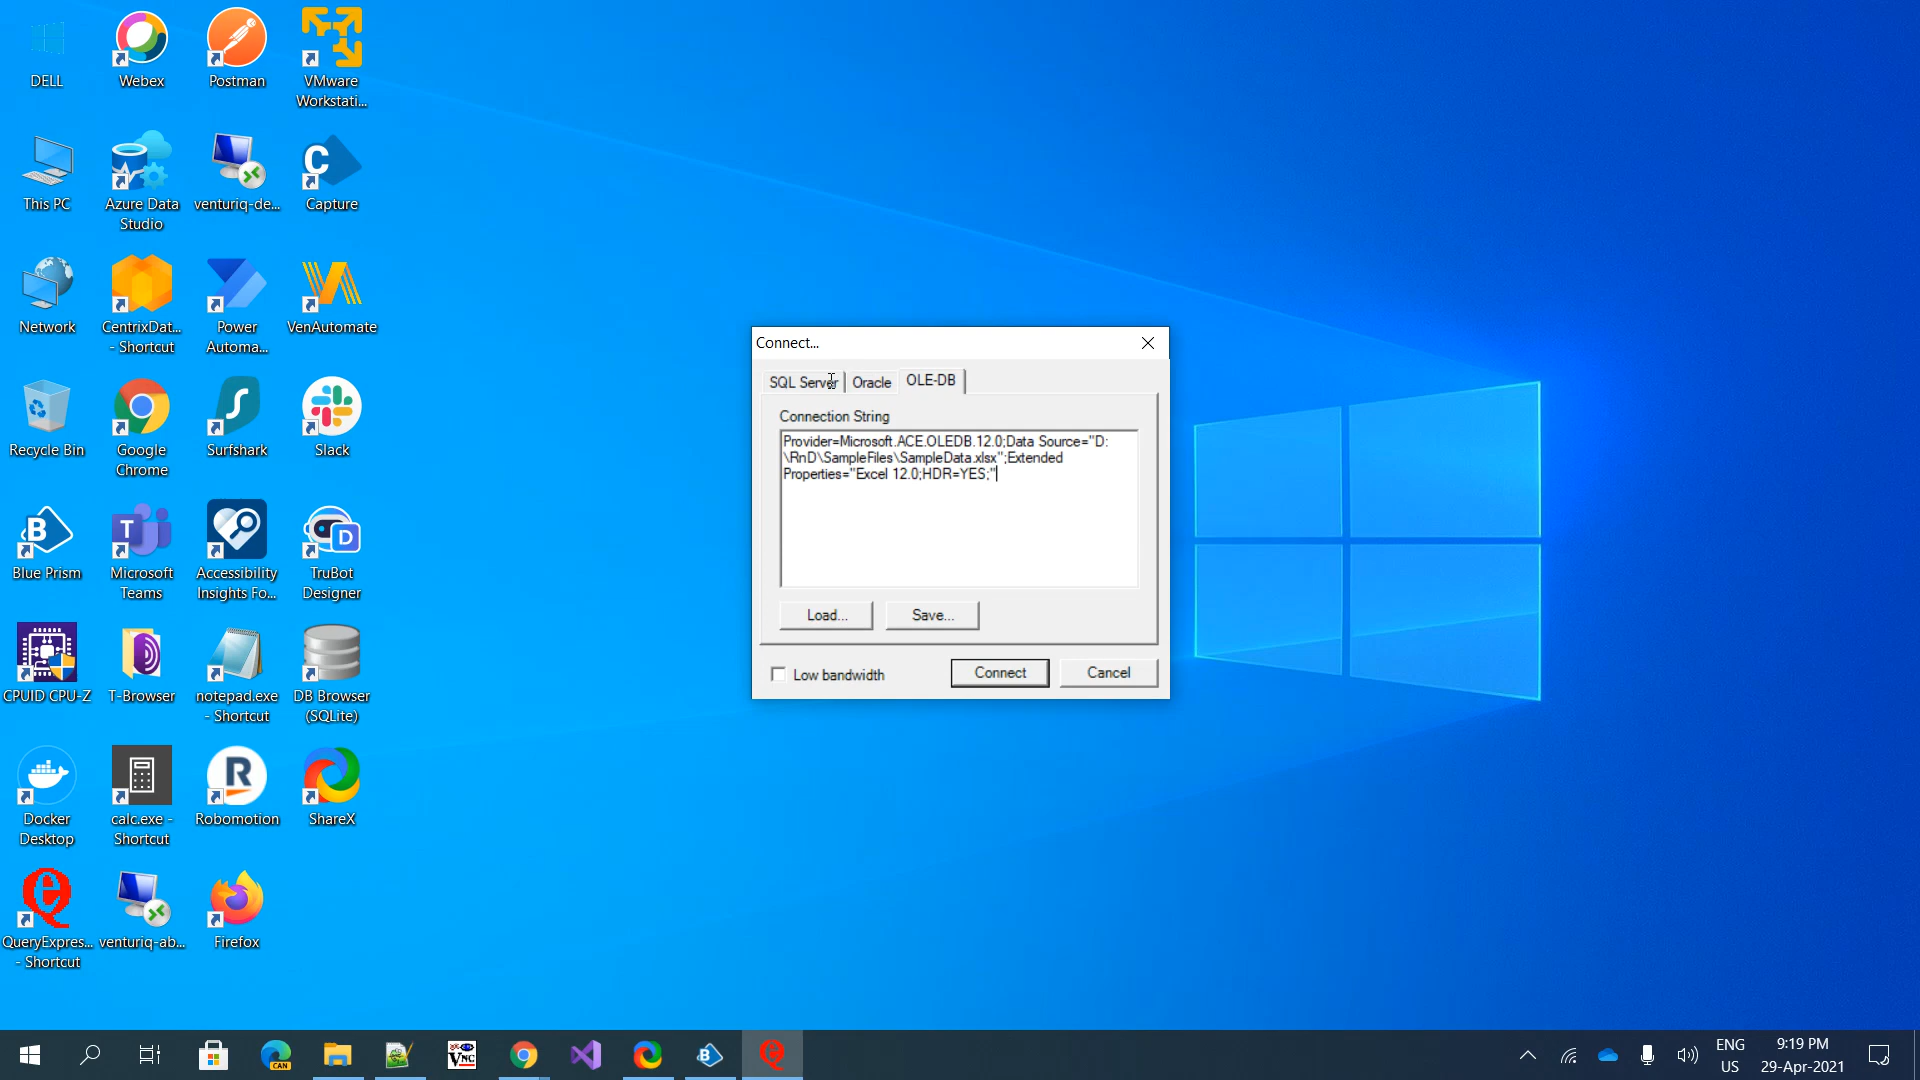 DELL
Webex
Postman
VMware
Workstati...
This PC
Azure Data
Studio
venturiq-de...
Capture
Network
CentrixDat...
- Shortcut
Power
Automa...
VenAutomate
Recycle Bin
Google
Chrome
Surfshark
Slack
Blue Prism
Microsoft
Teams
Accessibility
Insights Fo...
TruBot
Designer
CPUID CPU-Z
T-Browser
notepad.exe
- Shortcut
DB Browser
(SQLite)
Docker
Desktop
calc.exe -
Shortcut
Robomotion
ShareX
QueryExpres...
- Shortcut
venturiq-ab...
Firefox
Connect...
SQL Server
Oracle
OLE-DB
Connection String
Provider=Microsoft.ACE.OLEDB.12.0;Data Source="D:
\RnD\SampleFiles\SampleData.xlsx";Extended
Properties="Excel 12.0;HDR=YES;"
Load...
Save...
Low bandwidth
Connect
Cancel
CAN
VNC
ENG
US
9:19 PM
29-Apr-2021